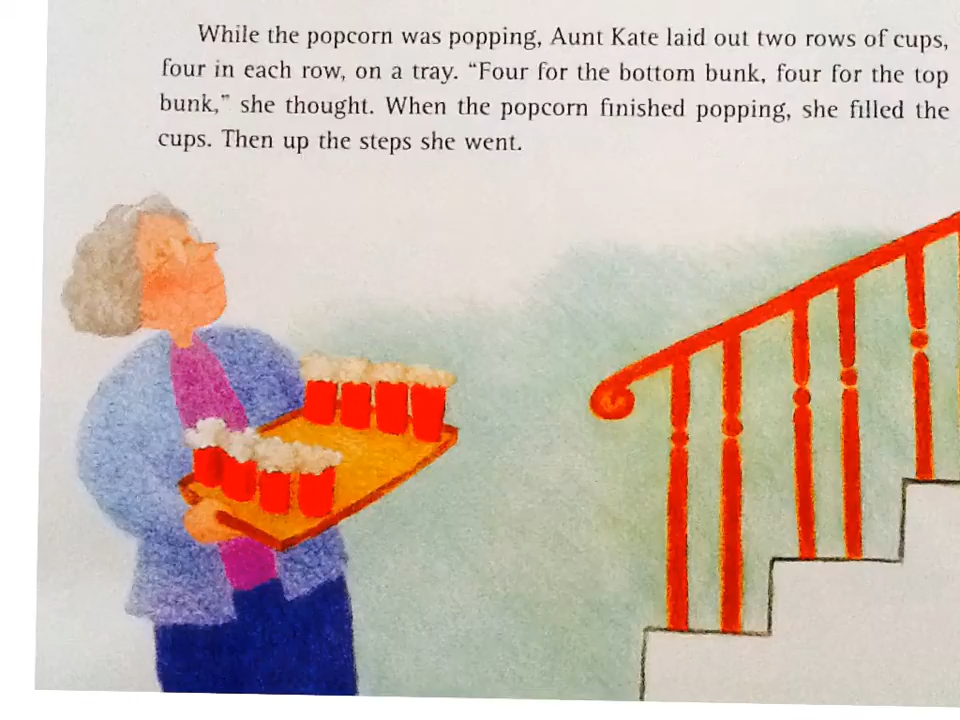 While the popcorn was popping, Aunt Kate laid out two rows of cups,
four in each row, on a tray. “Four for the bottom bunk, four for the top
bunk,” she thought. When the popcorn finished popping, she filled the
cups. Then up the steps she went.